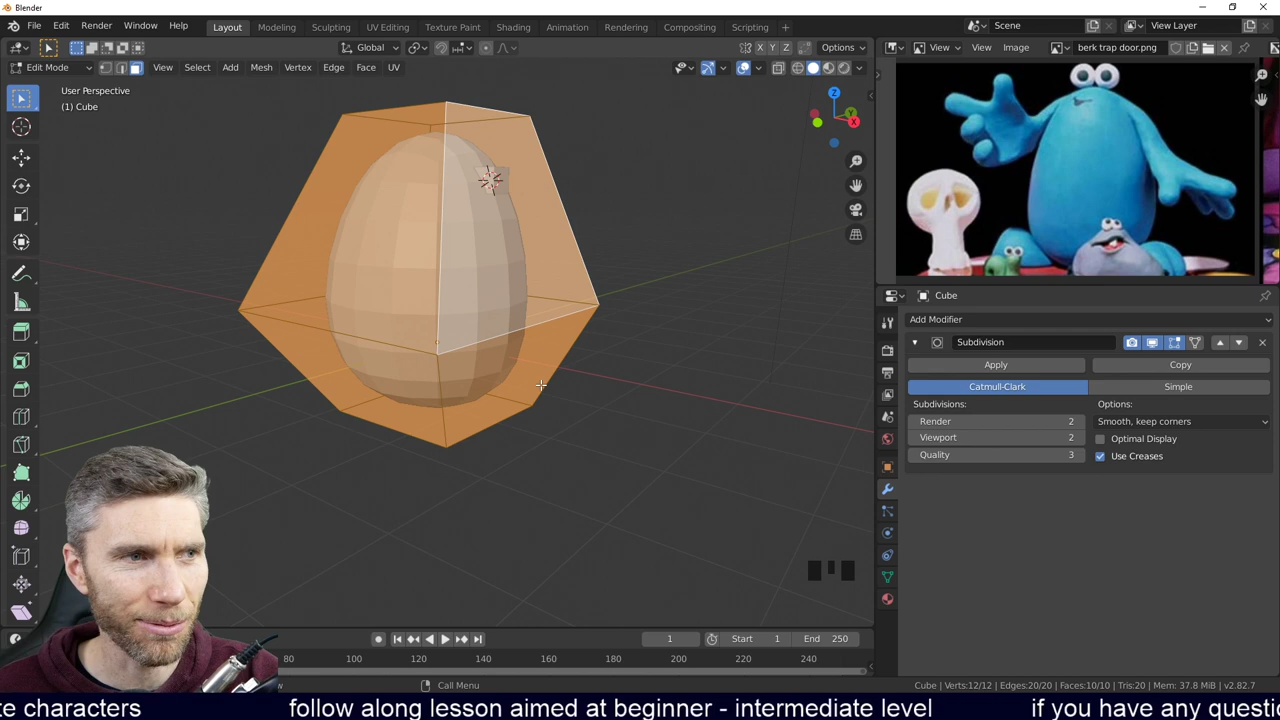 Blender
File Edit Render Window Help
Layout Modeling Sculpting UV Editing Texture Paint Shading Animation Rendering Compositing Scripting +
Scene
View Layer
Global
X Y Z
Options
View
View Image
berk trap door.png
Edit Mode
View Select Add Mesh Vertex Edge Face UV
User Perspective
(1) Cube
Z
Y
X
Cube
Add Modifier
Subdivision
Apply
Copy
Catmull-Clark
Simple
Subdivisions:
Options:
Render 2
Smooth, keep corners
Viewport 2
Optimal Display
Quality 3
Use Creases
1
Start 1
End 250
80 100 120 140 160 180 200 220 240
Call Menu
Cube | Verts:12/12 | Edges:20/20 | Faces:10/10 | Tris:20 | Mem: 37.8 MiB | v2.82.7
te characters follow along lesson aimed at beginner - intermediate level if you have any questi